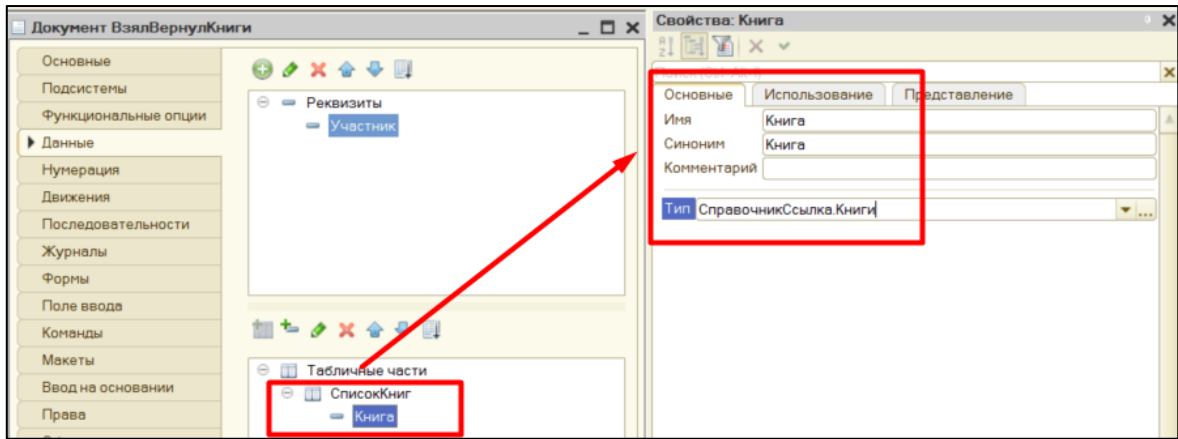 Документ ВзялВернулКниги
Основные
Подсистемы
Функциональные опции
Данные
Нумерация
Движения
Последовательности
Журналы
Формы
Поле ввода
Команды
Макеты
Ввод на основании
Права
Реквизиты
Участник
Табличные части
СписокКниг
Книга
Свойства: Книга
Основные
Использование
Представление
Имя
Книга
Синоним
Книга
Комментарий
Тип
СправочникСсылка.Книги
...